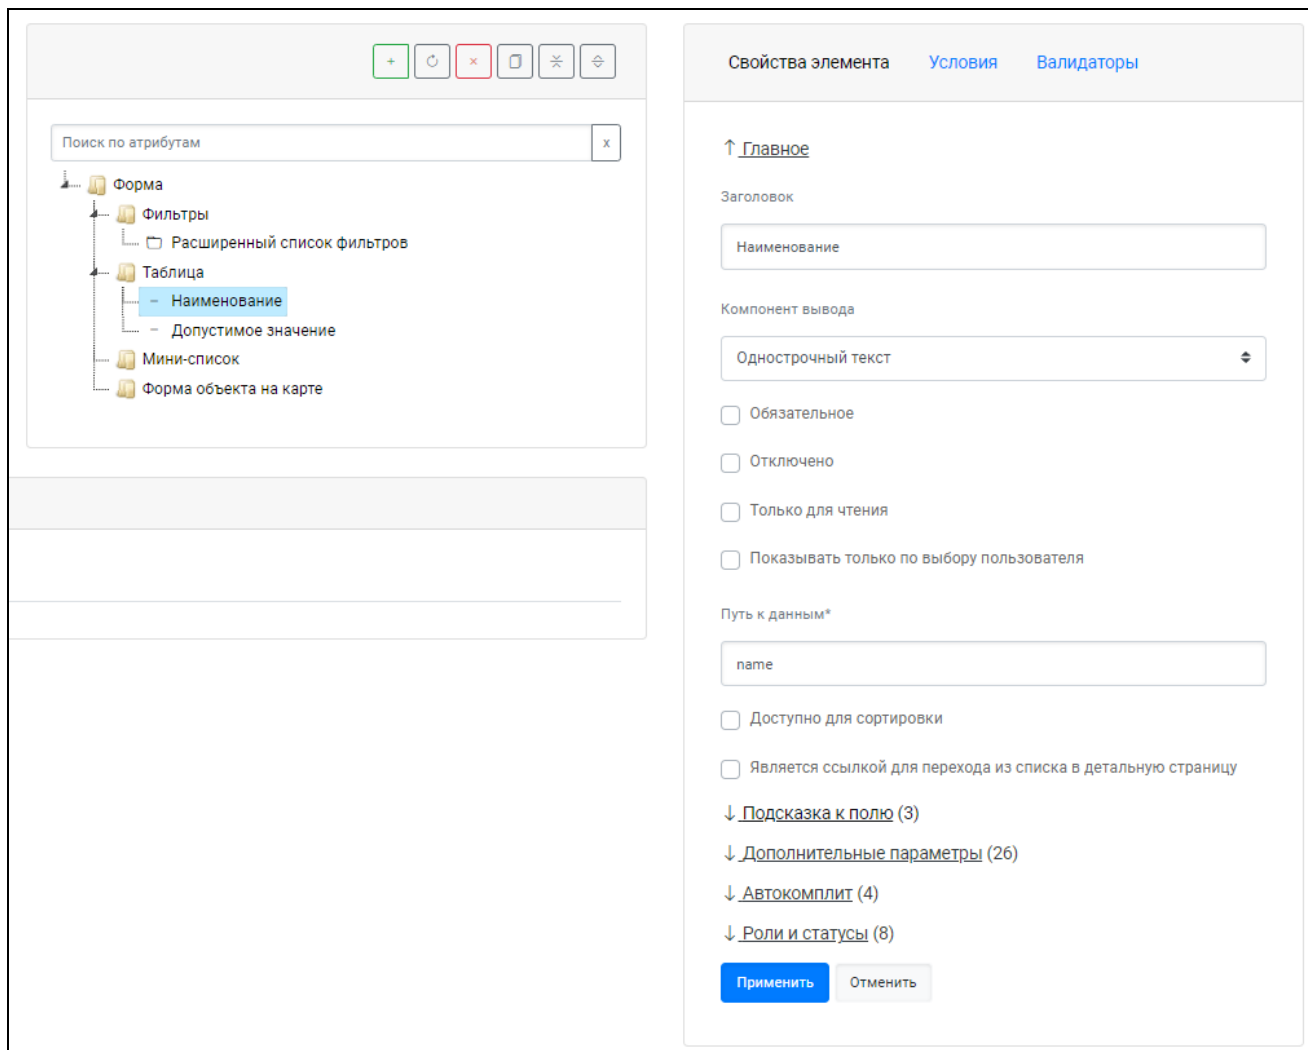 Поиск по атрибутам
x
Форма
Фильтры
Расширенный список фильтров
Таблица
Наименование
Допустимое значение
Мини-список
Форма объекта на карте
Свойства элемента Условия Валидаторы
↑ Главное
Заголовок
Наименование
Компонент вывода
Однострочный текст
Обязательное
Отключено
Только для чтения
Показывать только по выбору пользователя
Путь к данным*
name
Доступно для сортировки
Является ссылкой для перехода из списка в детальную страницу
↓ Подсказка к полю (3)
↓ Дополнительные параметры (26)
↓ Автокомплит (4)
↓ Роли и статусы (8)
Применить Отменить